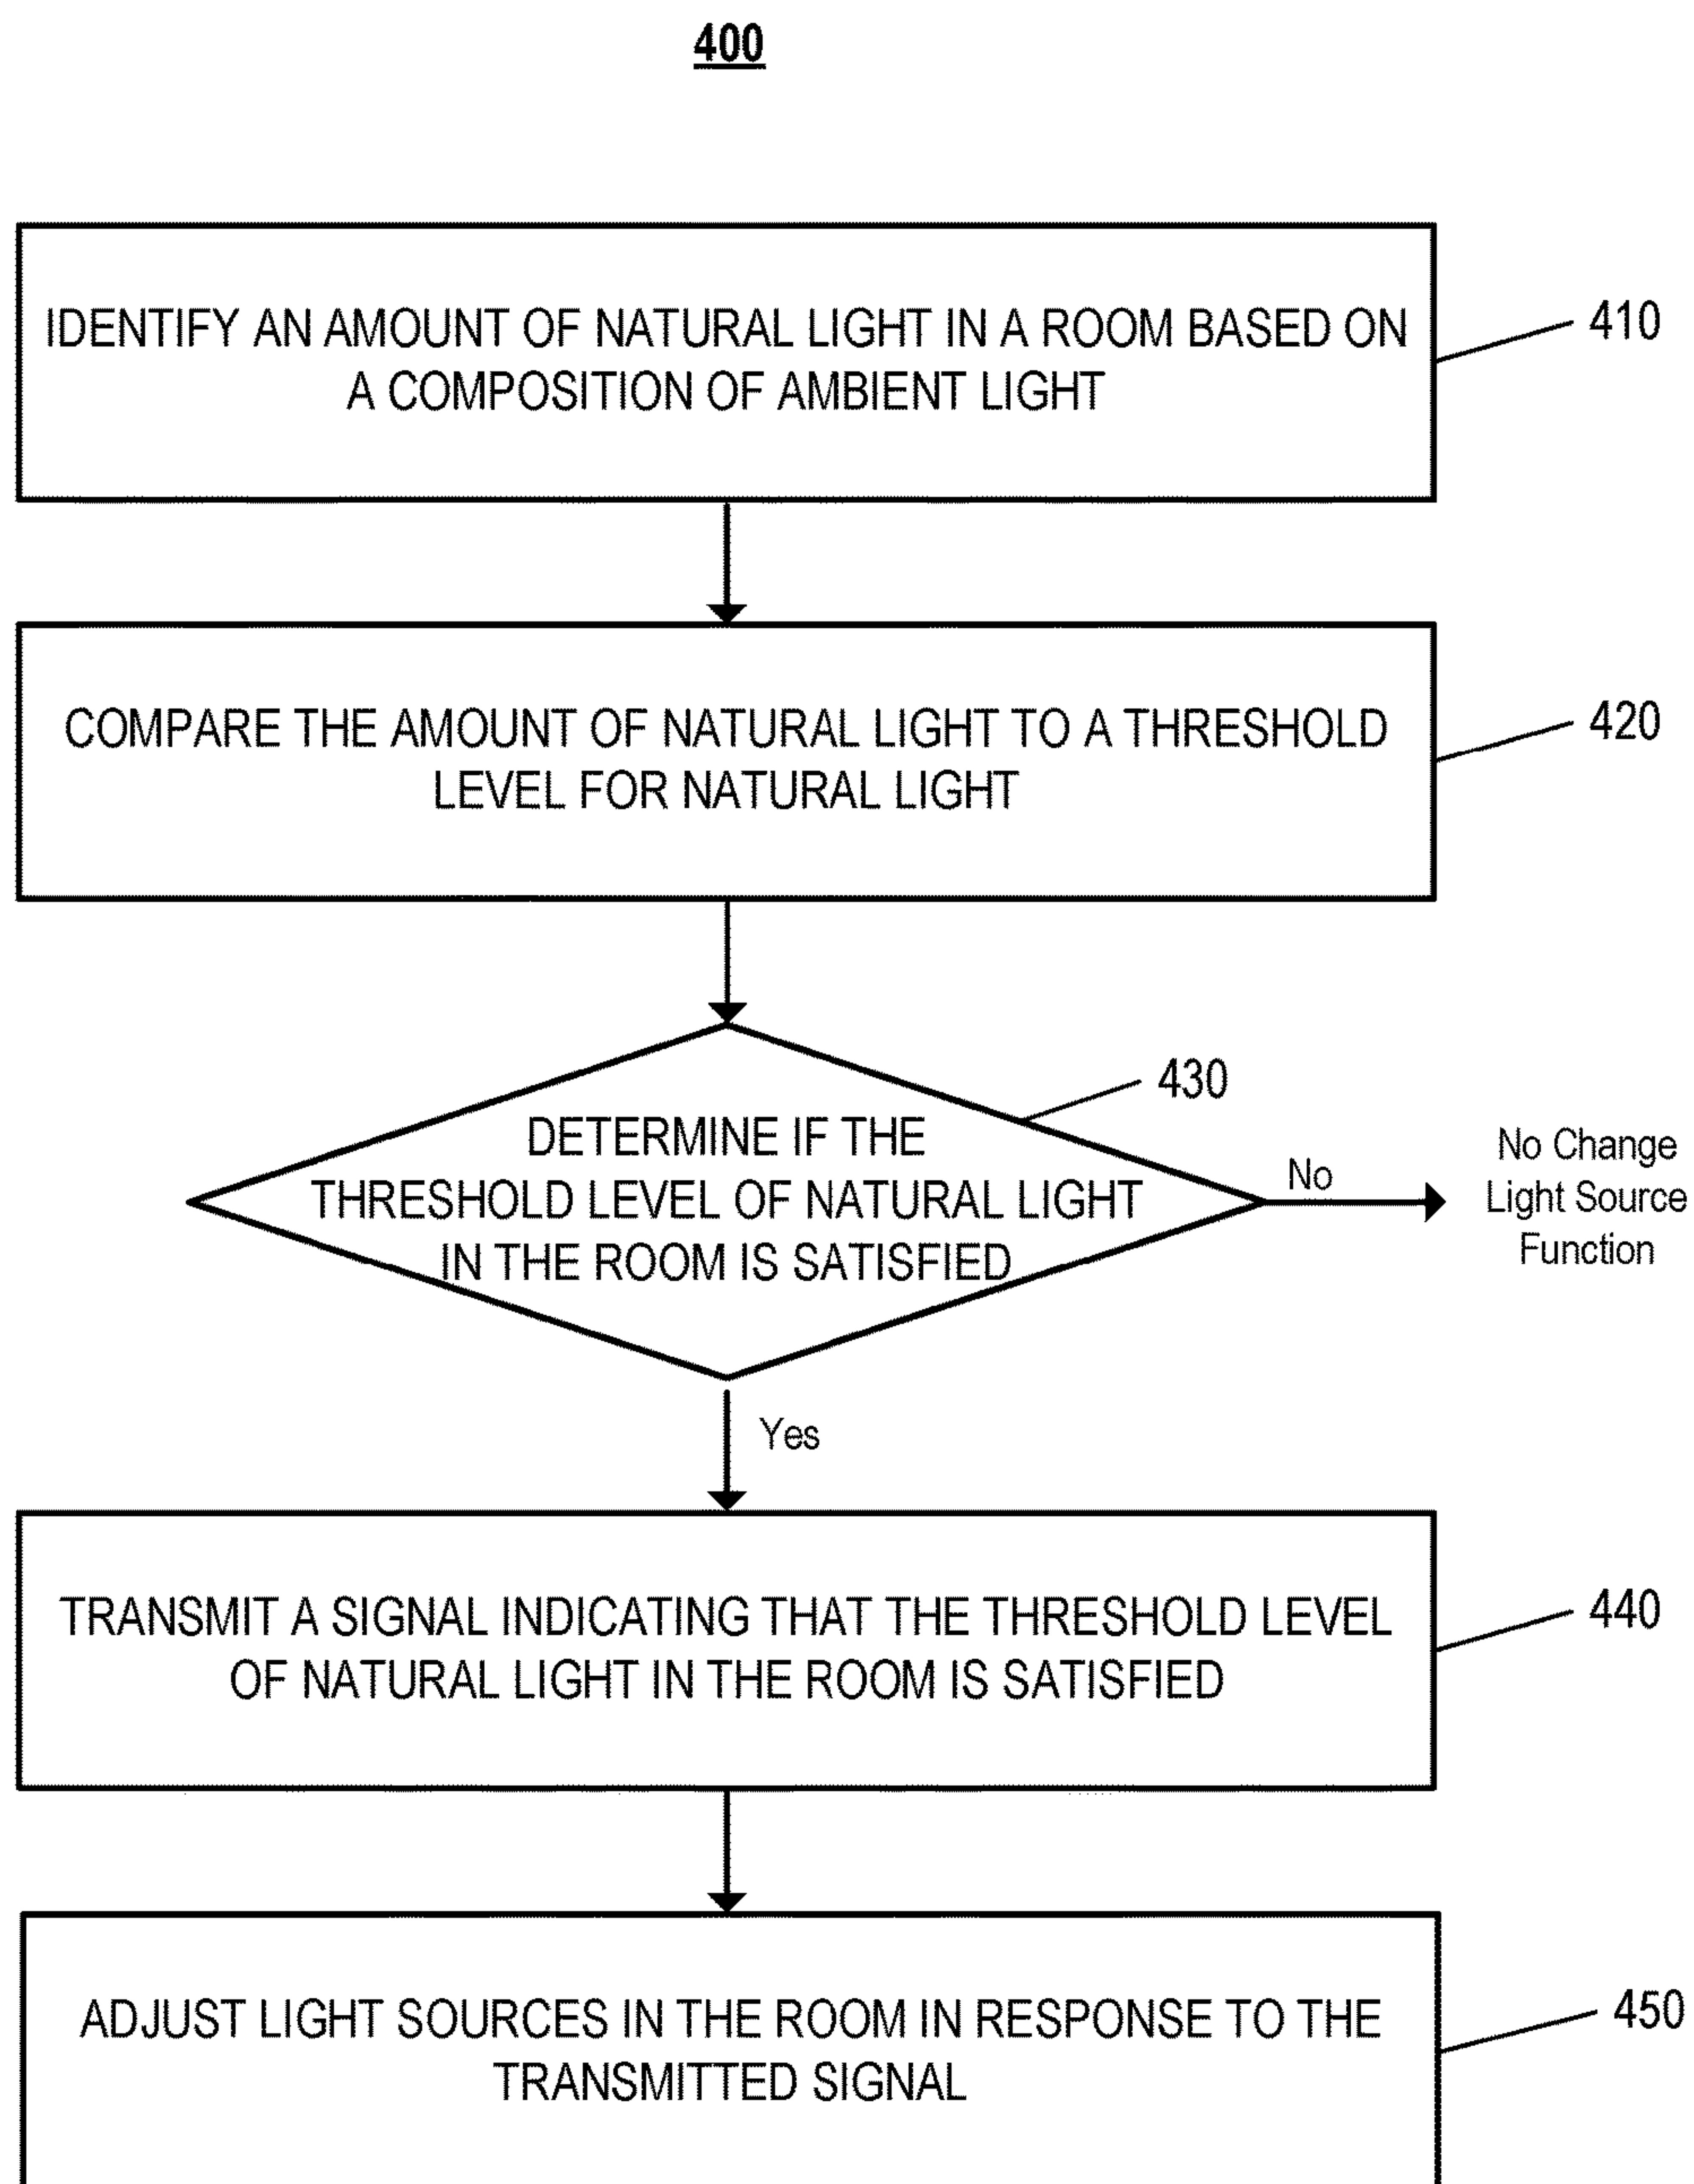 400
IDENTIFY AN AMOUNT OF NATURAL LIGHT IN A ROOM BASED ON
A COMPOSITION OF AMBIENT LIGHT
410
COMPARE THE AMOUNT OF NATURAL LIGHT TO A THRESHOLD
LEVEL FOR NATURAL LIGHT
420
430
DETERMINE IF THE
THRESHOLD LEVEL OF NATURAL LIGHT
IN THE ROOM IS SATISFIED
No
No Change
Light Source
Function
Yes
TRANSMIT A SIGNAL INDICATING THAT THE THRESHOLD LEVEL
OF NATURAL LIGHT IN THE ROOM IS SATISFIED
440
ADJUST LIGHT SOURCES IN THE ROOM IN RESPONSE TO THE
TRANSMITTED SIGNAL
450